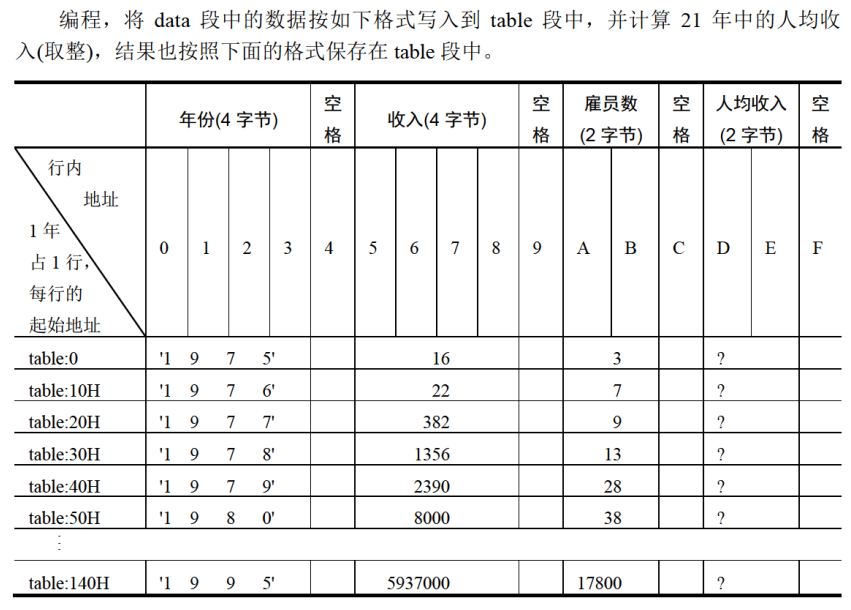 编程，将 data 段中的数据按如下格式写入到 table 段中，并计算 21 年中的人均收
入(取整)，结果也按照下面的格式保存在 table 段中。
年份(4 字节) 空格 收入(4 字节) 空格 雇员数(2 字节) 空格 人均收入(2 字节) 空格
行内
地址
1 年
占 1 行，
每行的
起始地址
0 1 2 3 4 5 6 7 8 9 A B C D E F
table:0 '1 9 7 5' 16 3 ?
table:10H '1 9 7 6' 22 7 ?
table:20H '1 9 7 7' 382 9 ?
table:30H '1 9 7 8' 1356 13 ?
table:40H '1 9 7 9' 2390 28 ?
table:50H '1 9 8 0' 8000 38 ?
⋮
table:140H '1 9 9 5' 5937000 17800 ?